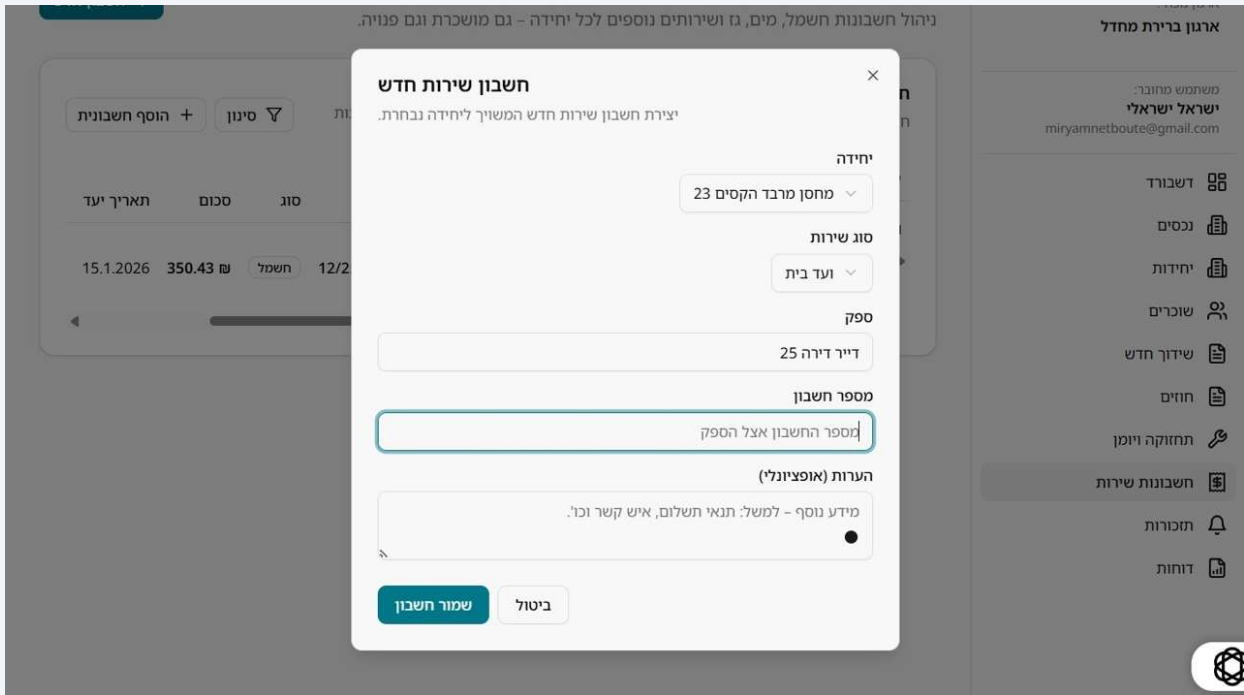 ארגון ברירת מחדל
משתמש מחובר:
ישראל ישראלי
miryamnetboute@gmail.com
דשבורד
נכסים
יחידות
שוכרים
שידוך חדש
חוזים
תחזוקה ויומן
חשבונות שירות
תזכורות
דוחות
ניהול חשבונות חשמל, מים, גז ושירותים נוספים לכל יחידה – גם מושכרת וגם פנויה.
סינון
+ הוסף חשבונית
סוג סכום תאריך יעד
12/2 חשמל ₪ 350.43 15.1.2026
חשבון שירות חדש
יצירת חשבון שירות חדש המשויך ליחידה נבחרת.
יחידה
מחסן מרבד הקסים 23
סוג שירות
ועד בית
ספק
דייר דירה 25
מספר חשבון
מספר החשבון אצל הספק
הערות (אופציונלי)
מידע נוסף – למשל: תנאי תשלום, איש קשר וכו'.
ביטול
שמור חשבון